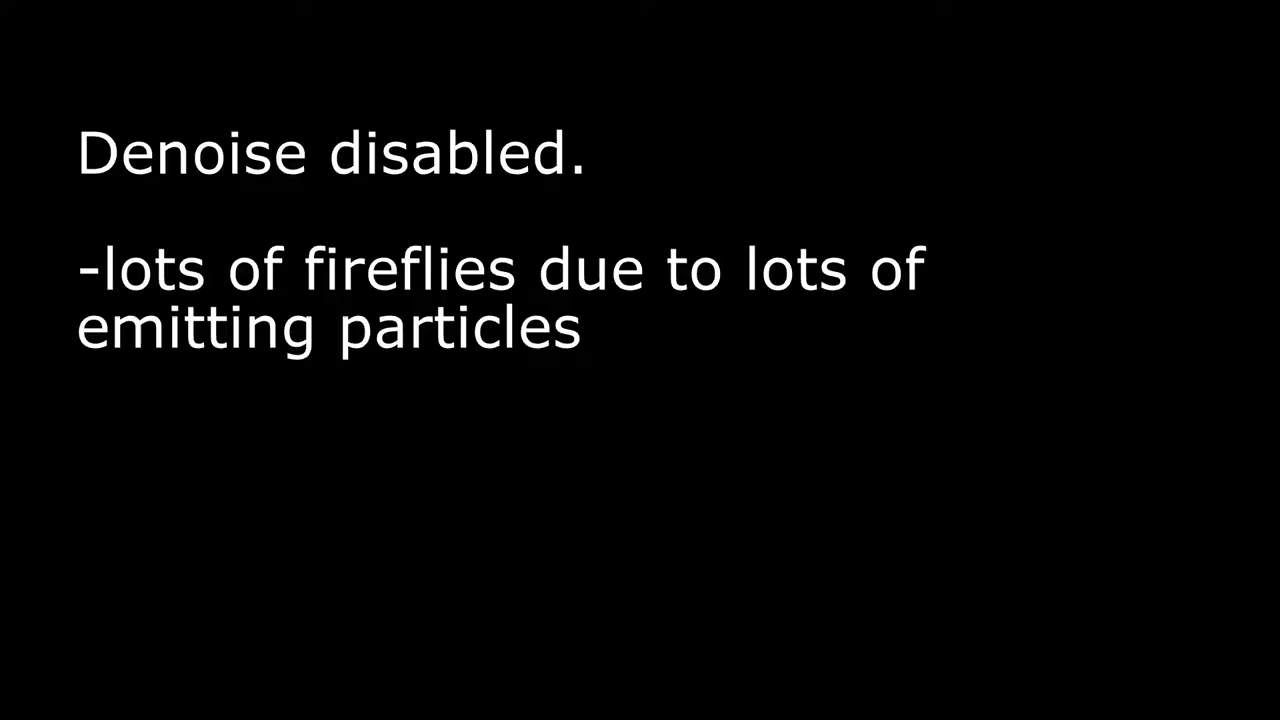 Denoise disabled.
-lots of fireflies due to lots of
emitting particles